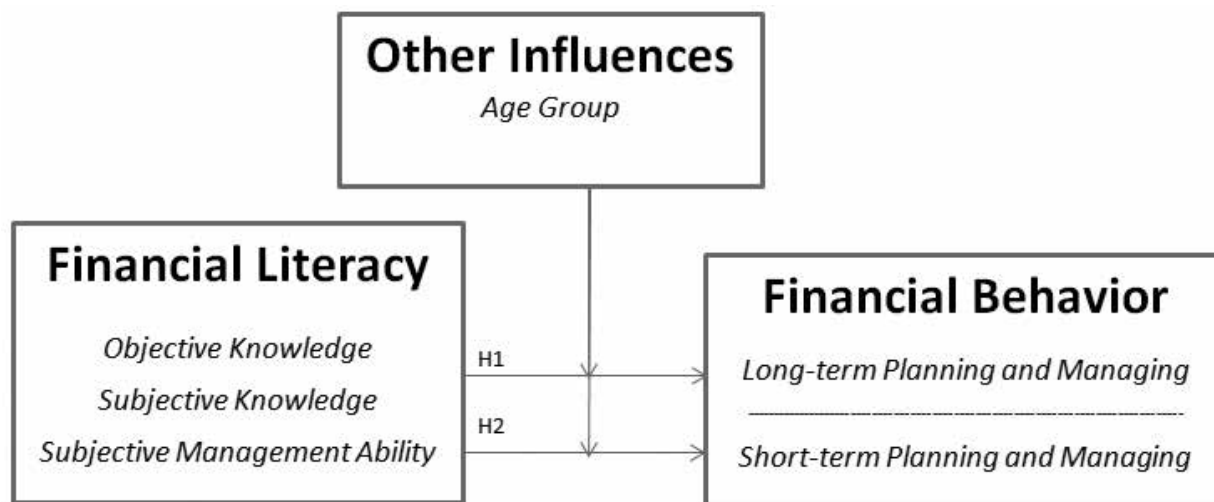 Other Influences
Age Group
Financial Literacy
Objective Knowledge
Subjective Knowledge
Subjective Management Ability
H1
H2
Financial Behavior
Long-term Planning and Managing
Short-term Planning and Managing